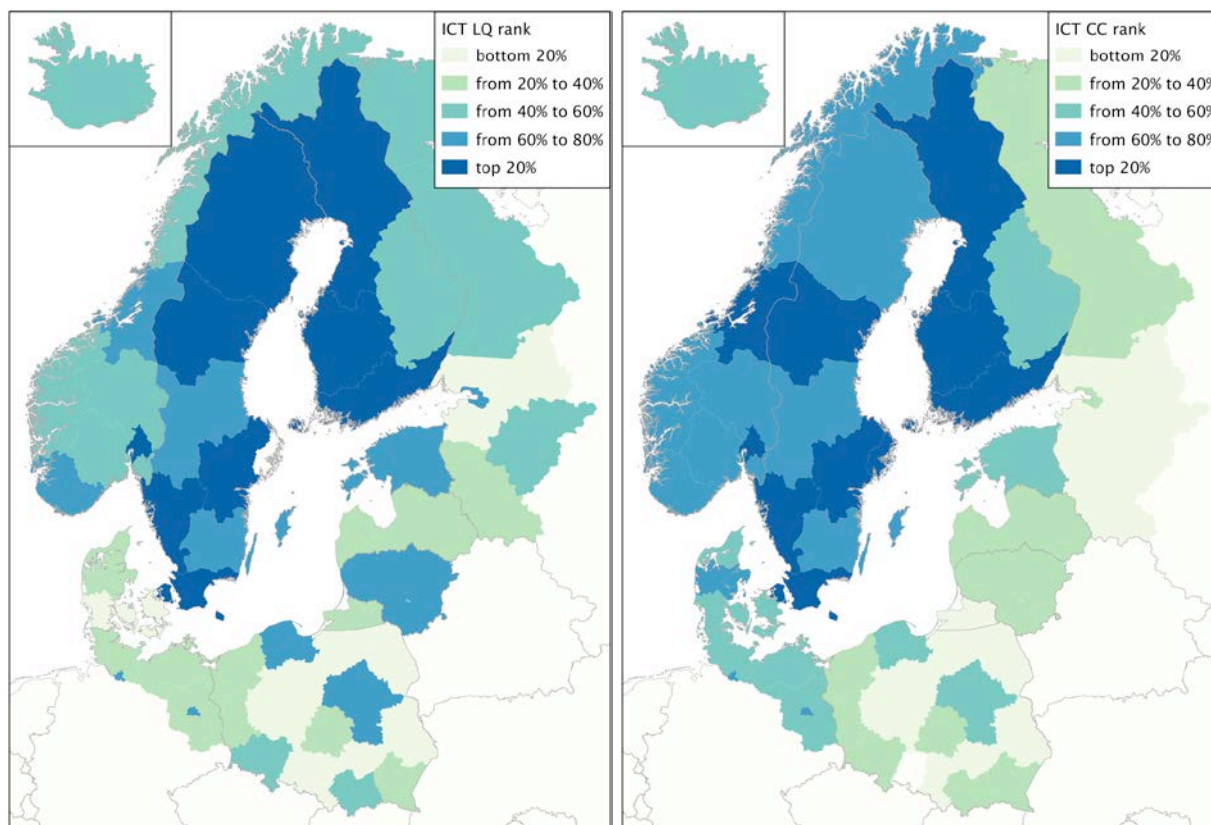 ICT LQ rank
bottom 20%
from 20% to 40%
from 40% to 60%
from 60% to 80%
top 20%
ICT CC rank
bottom 20%
from 20% to 40%
from 40% to 60%
from 60% to 80%
top 20%